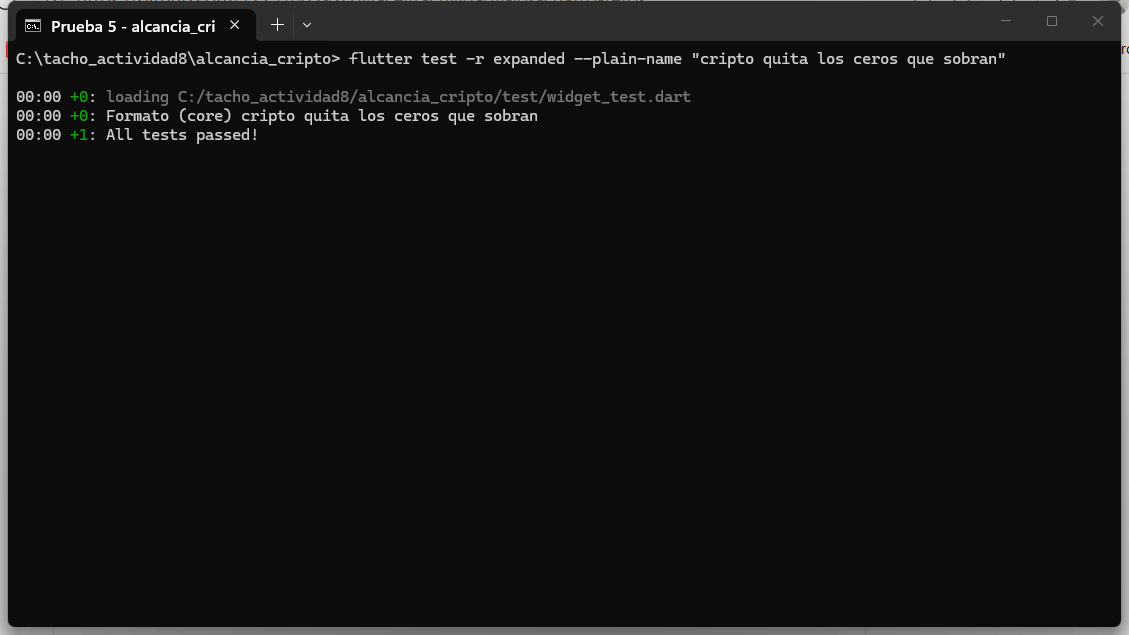 Prueba 5 - alcancia_cri
C:\tacho_actividad8\alcancia_cripto> flutter test -r expanded --plain-name "cripto quita los ceros que sobran"
00:00 +0: loading C:/tacho_actividad8/alcancia_cripto/test/widget_test.dart
00:00 +0: Formato (core) cripto quita los ceros que sobran
00:00 +1: All tests passed!